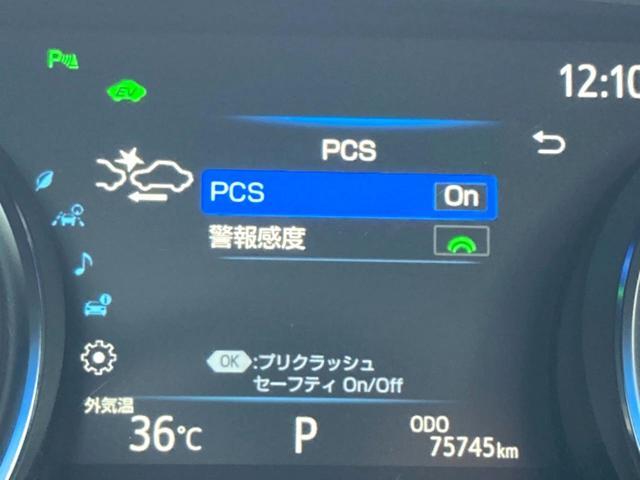 P
EV
12:10
PCS
PCS On
警報感度
OK :プリクラッシュ
セーフティ On/Off
外気温
36℃ P ODO
75745km